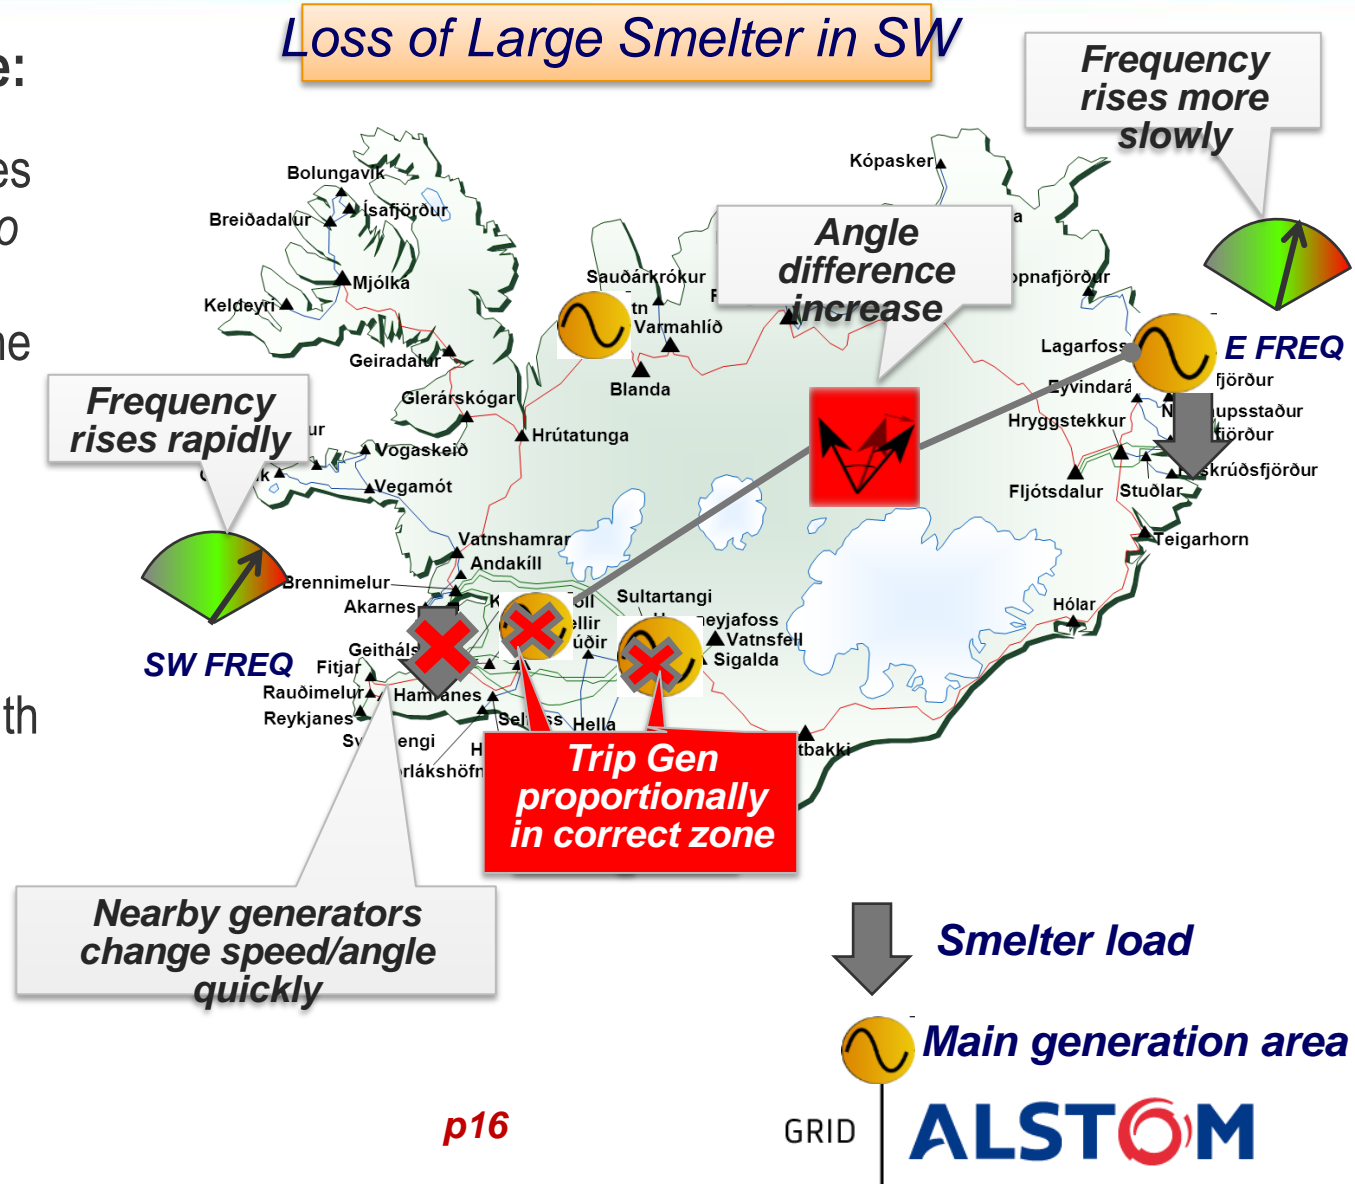 Loss of Large Smelter in SW
e:
es
o
ne
th
Frequency
rises more
slowly
Kópasker
Bolungavík
Ísafjörður
Breiðadalur
Angle
difference
increase
Sauðárkrókur
Mjólka
Keldeyri
Varmahlíð
Lagarfoss
E FREQ
Geiradalur
Blanda
Eyvindará
Glerárskógar
Frequency
rises rapidly
Hryggstekkur
Hrútatunga
Vogaskeið
Vegamót
Fljótsdalur
Stuðlar
Vatnshamrar
Teigarhorn
Andakíll
Brennimelur
Sultartangi
Akarnes
Hólar
Vatnsfell
Sigalda
SW FREQ
Geitháls
Fitjar
Rauðimelur
Hamranes
Reykjanes
Hella
Trip Gen
proportionally
in correct zone
Nearby generators
change speed/angle
quickly
Smelter load
Main generation area
p16
GRID
ALSTOM